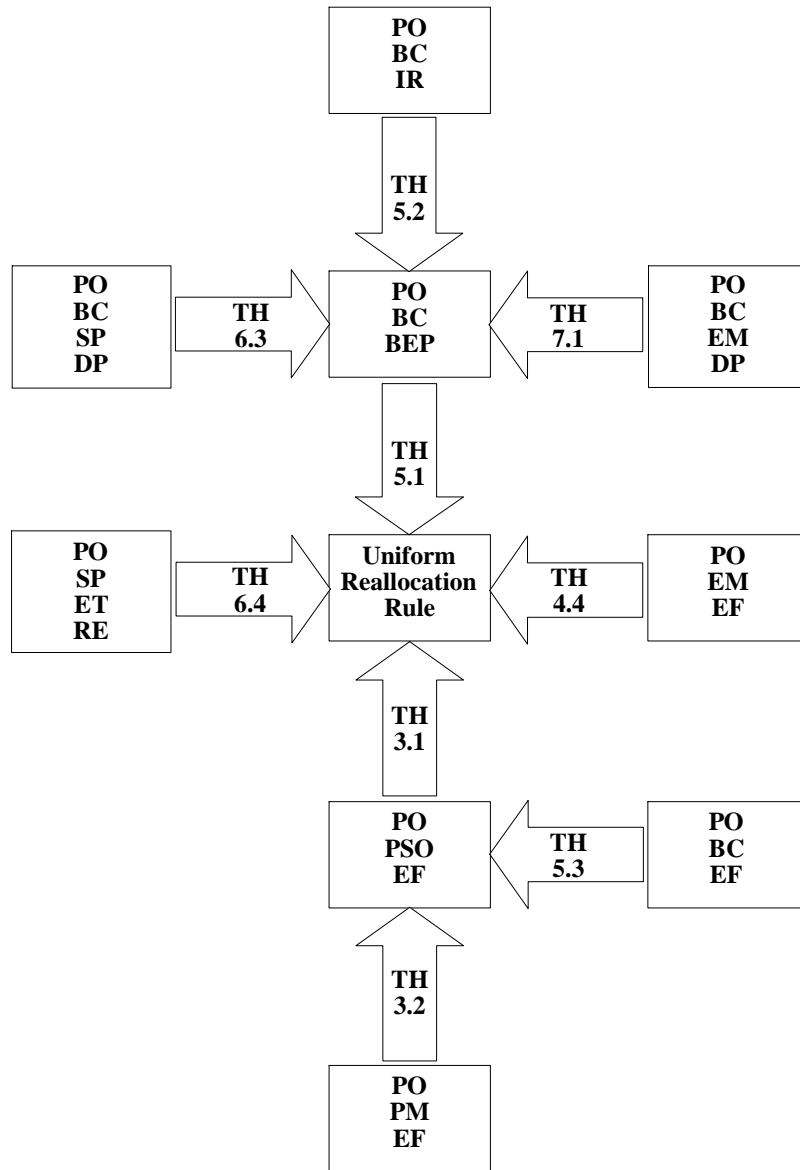 PO
BC
IR
TH
5.2
PO
BC
SP
DP
TH
6.3
PO
BC
BEP
TH
7.1
PO
BC
EM
DP
TH
5.1
PO
SP
ET
RE
TH
6.4
Uniform
Reallocation
Rule
TH
4.4
PO
EM
EF
TH
3.1
PO
PSO
EF
TH
5.3
PO
BC
EF
TH
3.2
PO
PM
EF